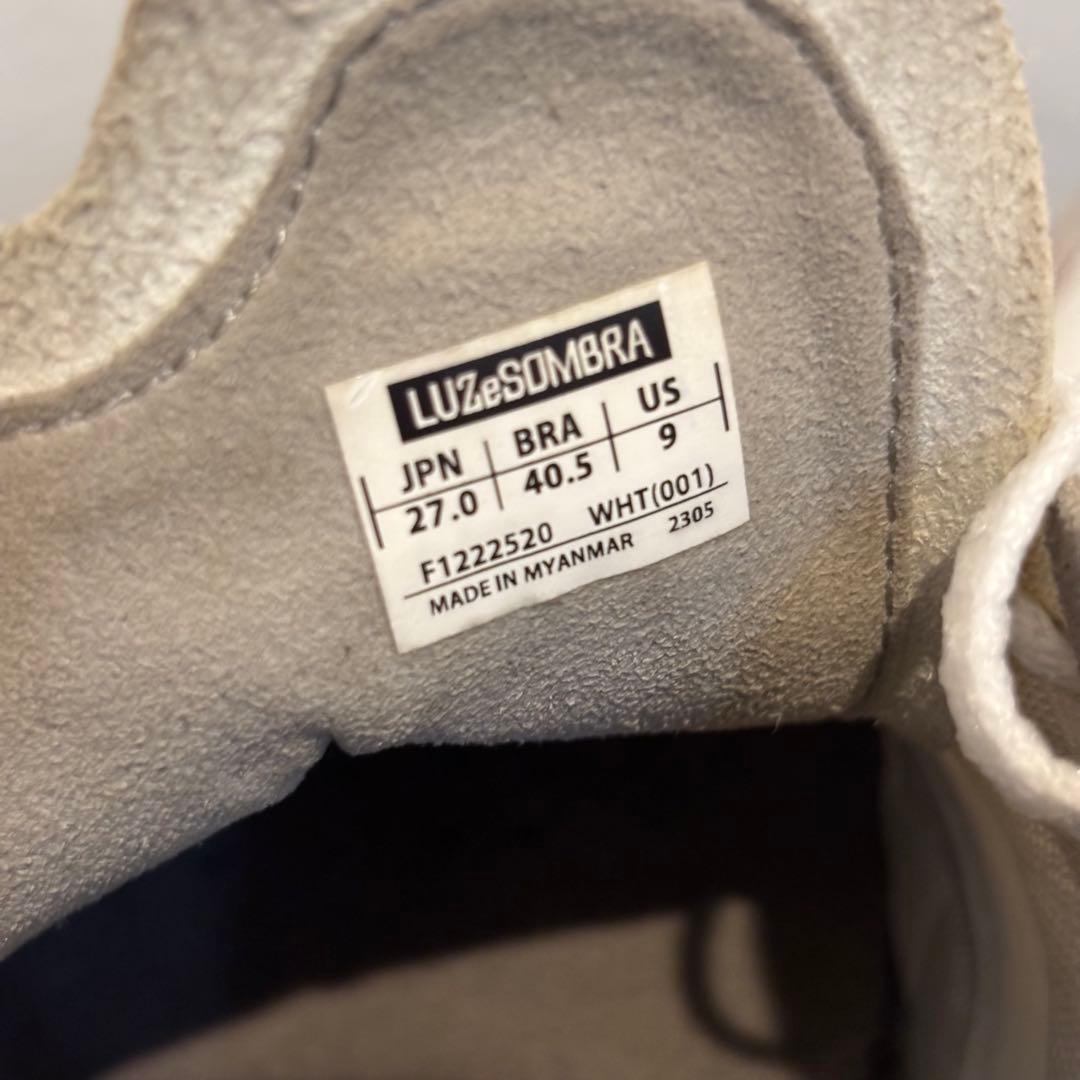 LUZeSOMBRA
JPN BRA US
27.0 40.5 9
F1222520 WHT(001)
MADE IN MYANMAR 2305